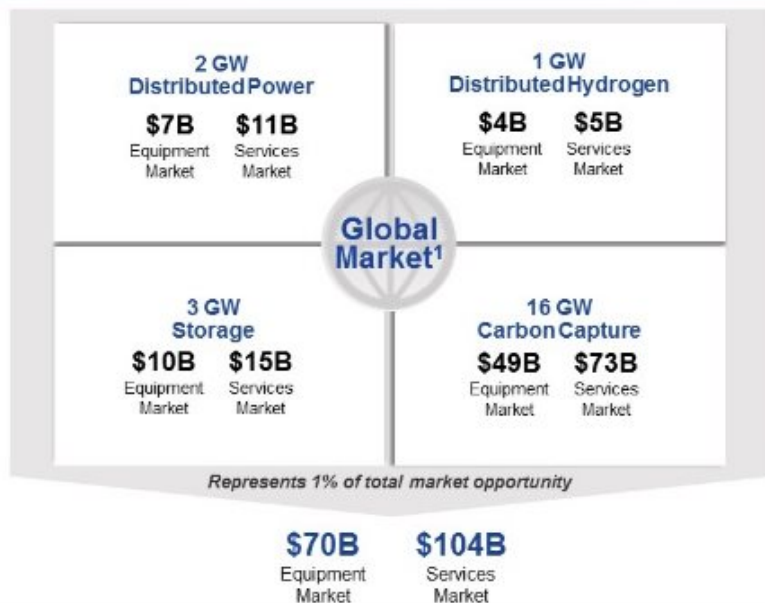 2 GW
Distributed Power
$7B $11B
Equipment Services
Market Market
1 GW
Distributed Hydrogen
$4B $5B
Equipment Services
Market Market
Global
Market¹
3 GW
Storage
$10B $15B
Equipment Services
Market Market
16 GW
Carbon Capture
$49B $73B
Equipment Services
Market Market
Represents 1% of total market opportunity
$70B $104B
Equipment Services
Market Market